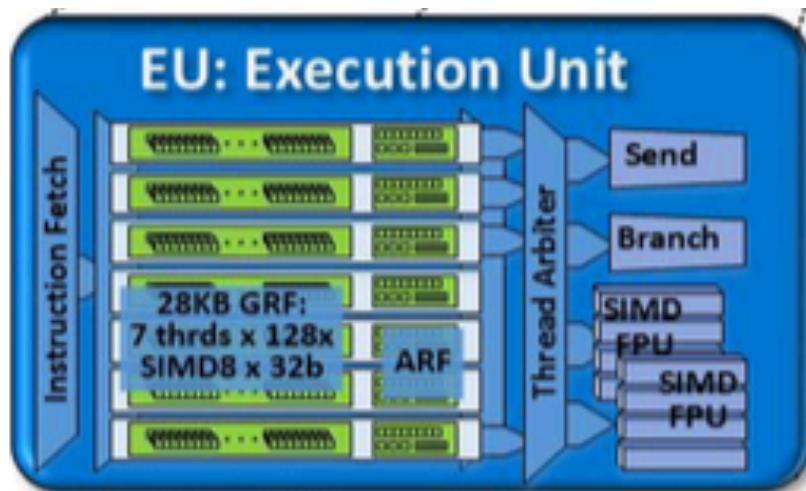 EU: Execution Unit
Instruction Fetch
28KB GRF:
7 thrds x 128x
SIMD8 x 32b
ARF
Thread Arbiter
Send
Branch
SIMD
FPU
SIMD
FPU